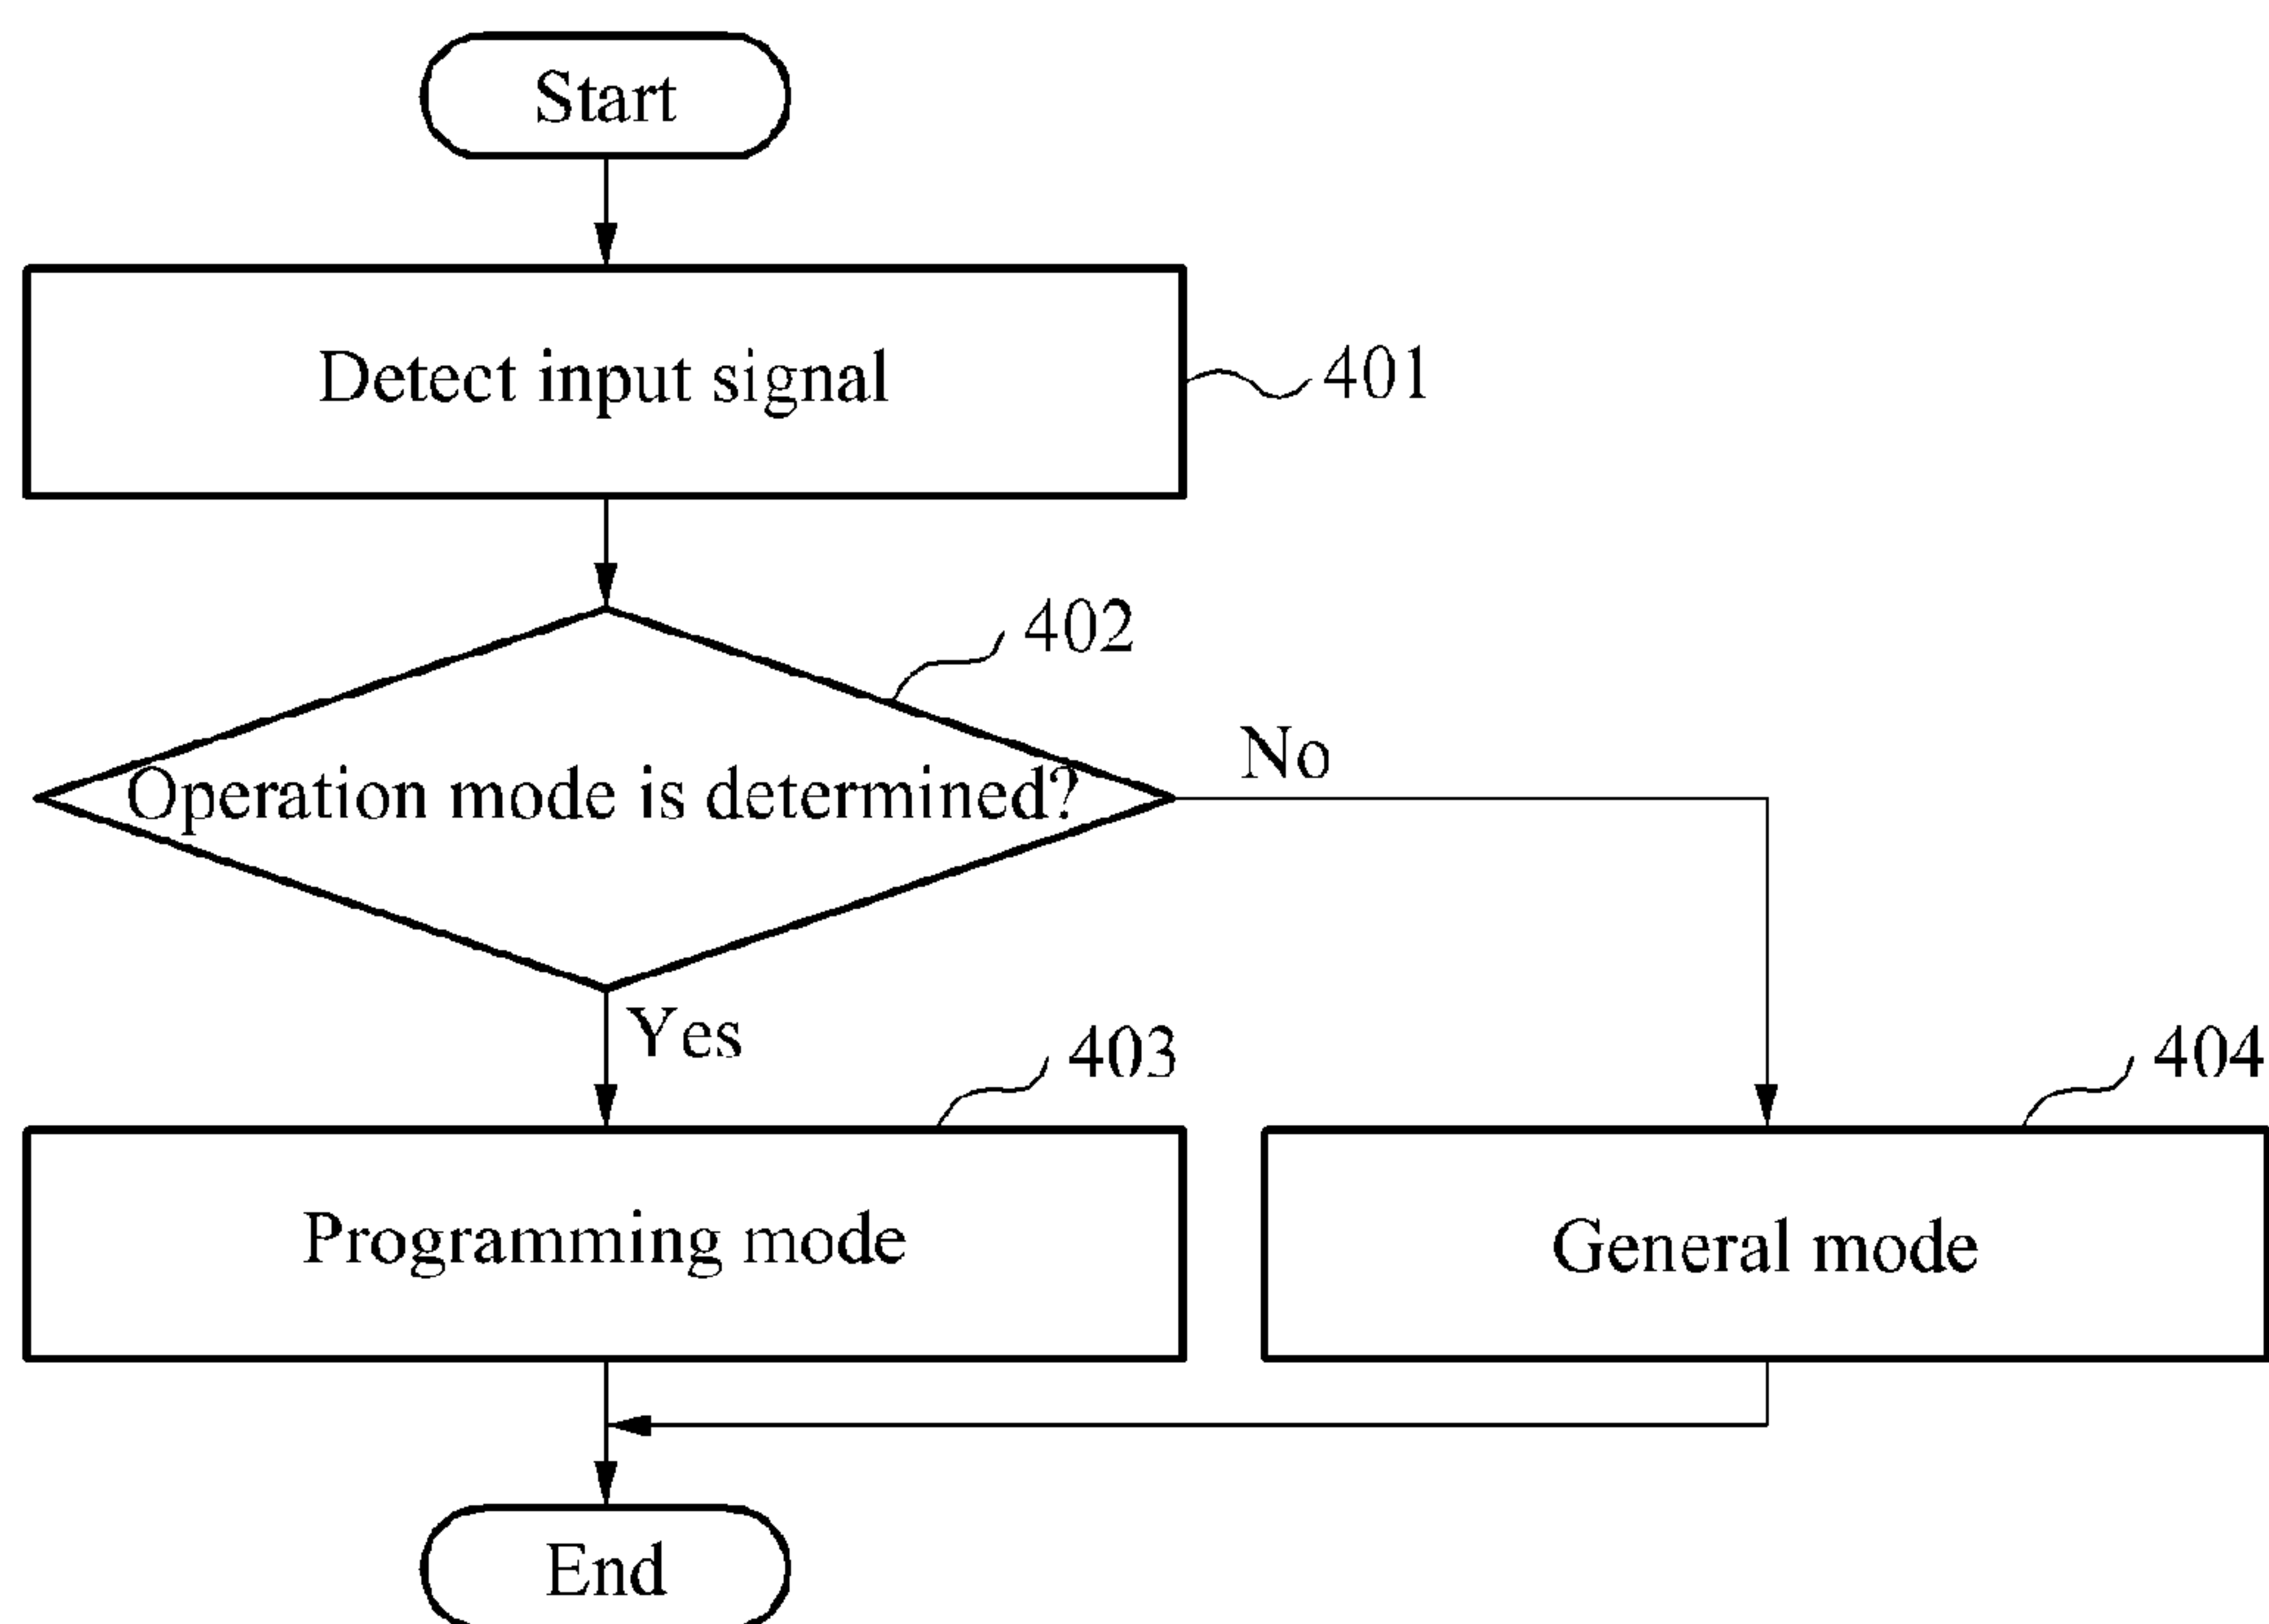 Start
Detect input signal
401
402
Operation mode is determined?
No
Yes
403
404
Programming mode
General mode
End